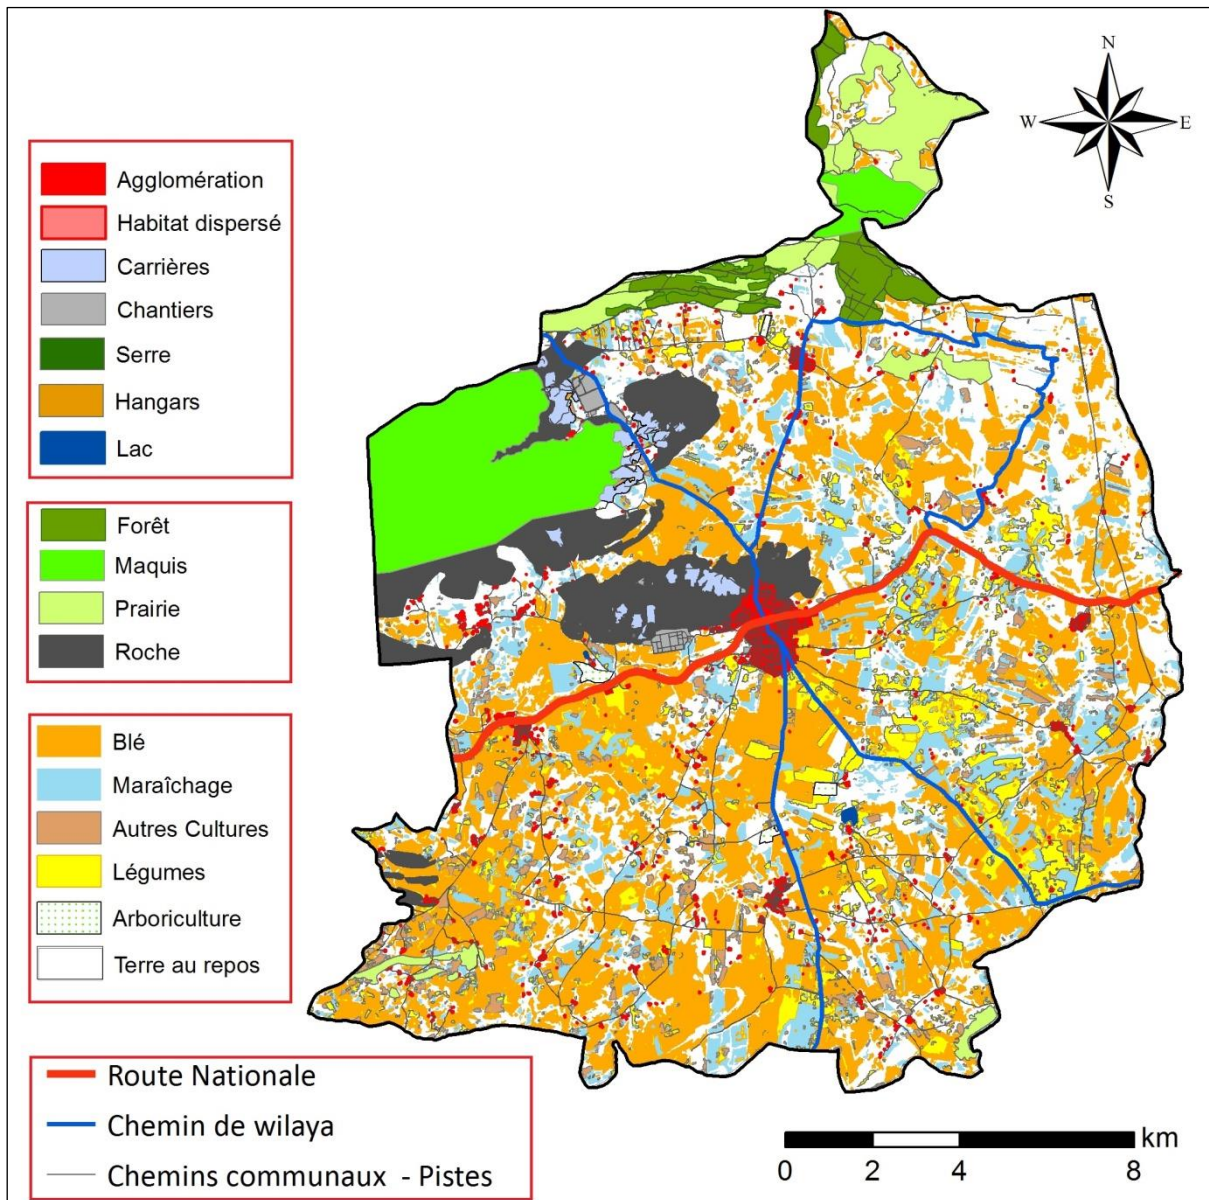 N
W E
S
Agglomération
Habitat dispersé
Carrières
Chantiers
Serre
Hangars
Lac
Forêt
Maquis
Prairie
Roche
Blé
Maraîchage
Autres Cultures
Légumes
Arboriculture
Terre au repos
Route Nationale
Chemin de wilaya
Chemins communaux - Pistes
km
0 2 4 8